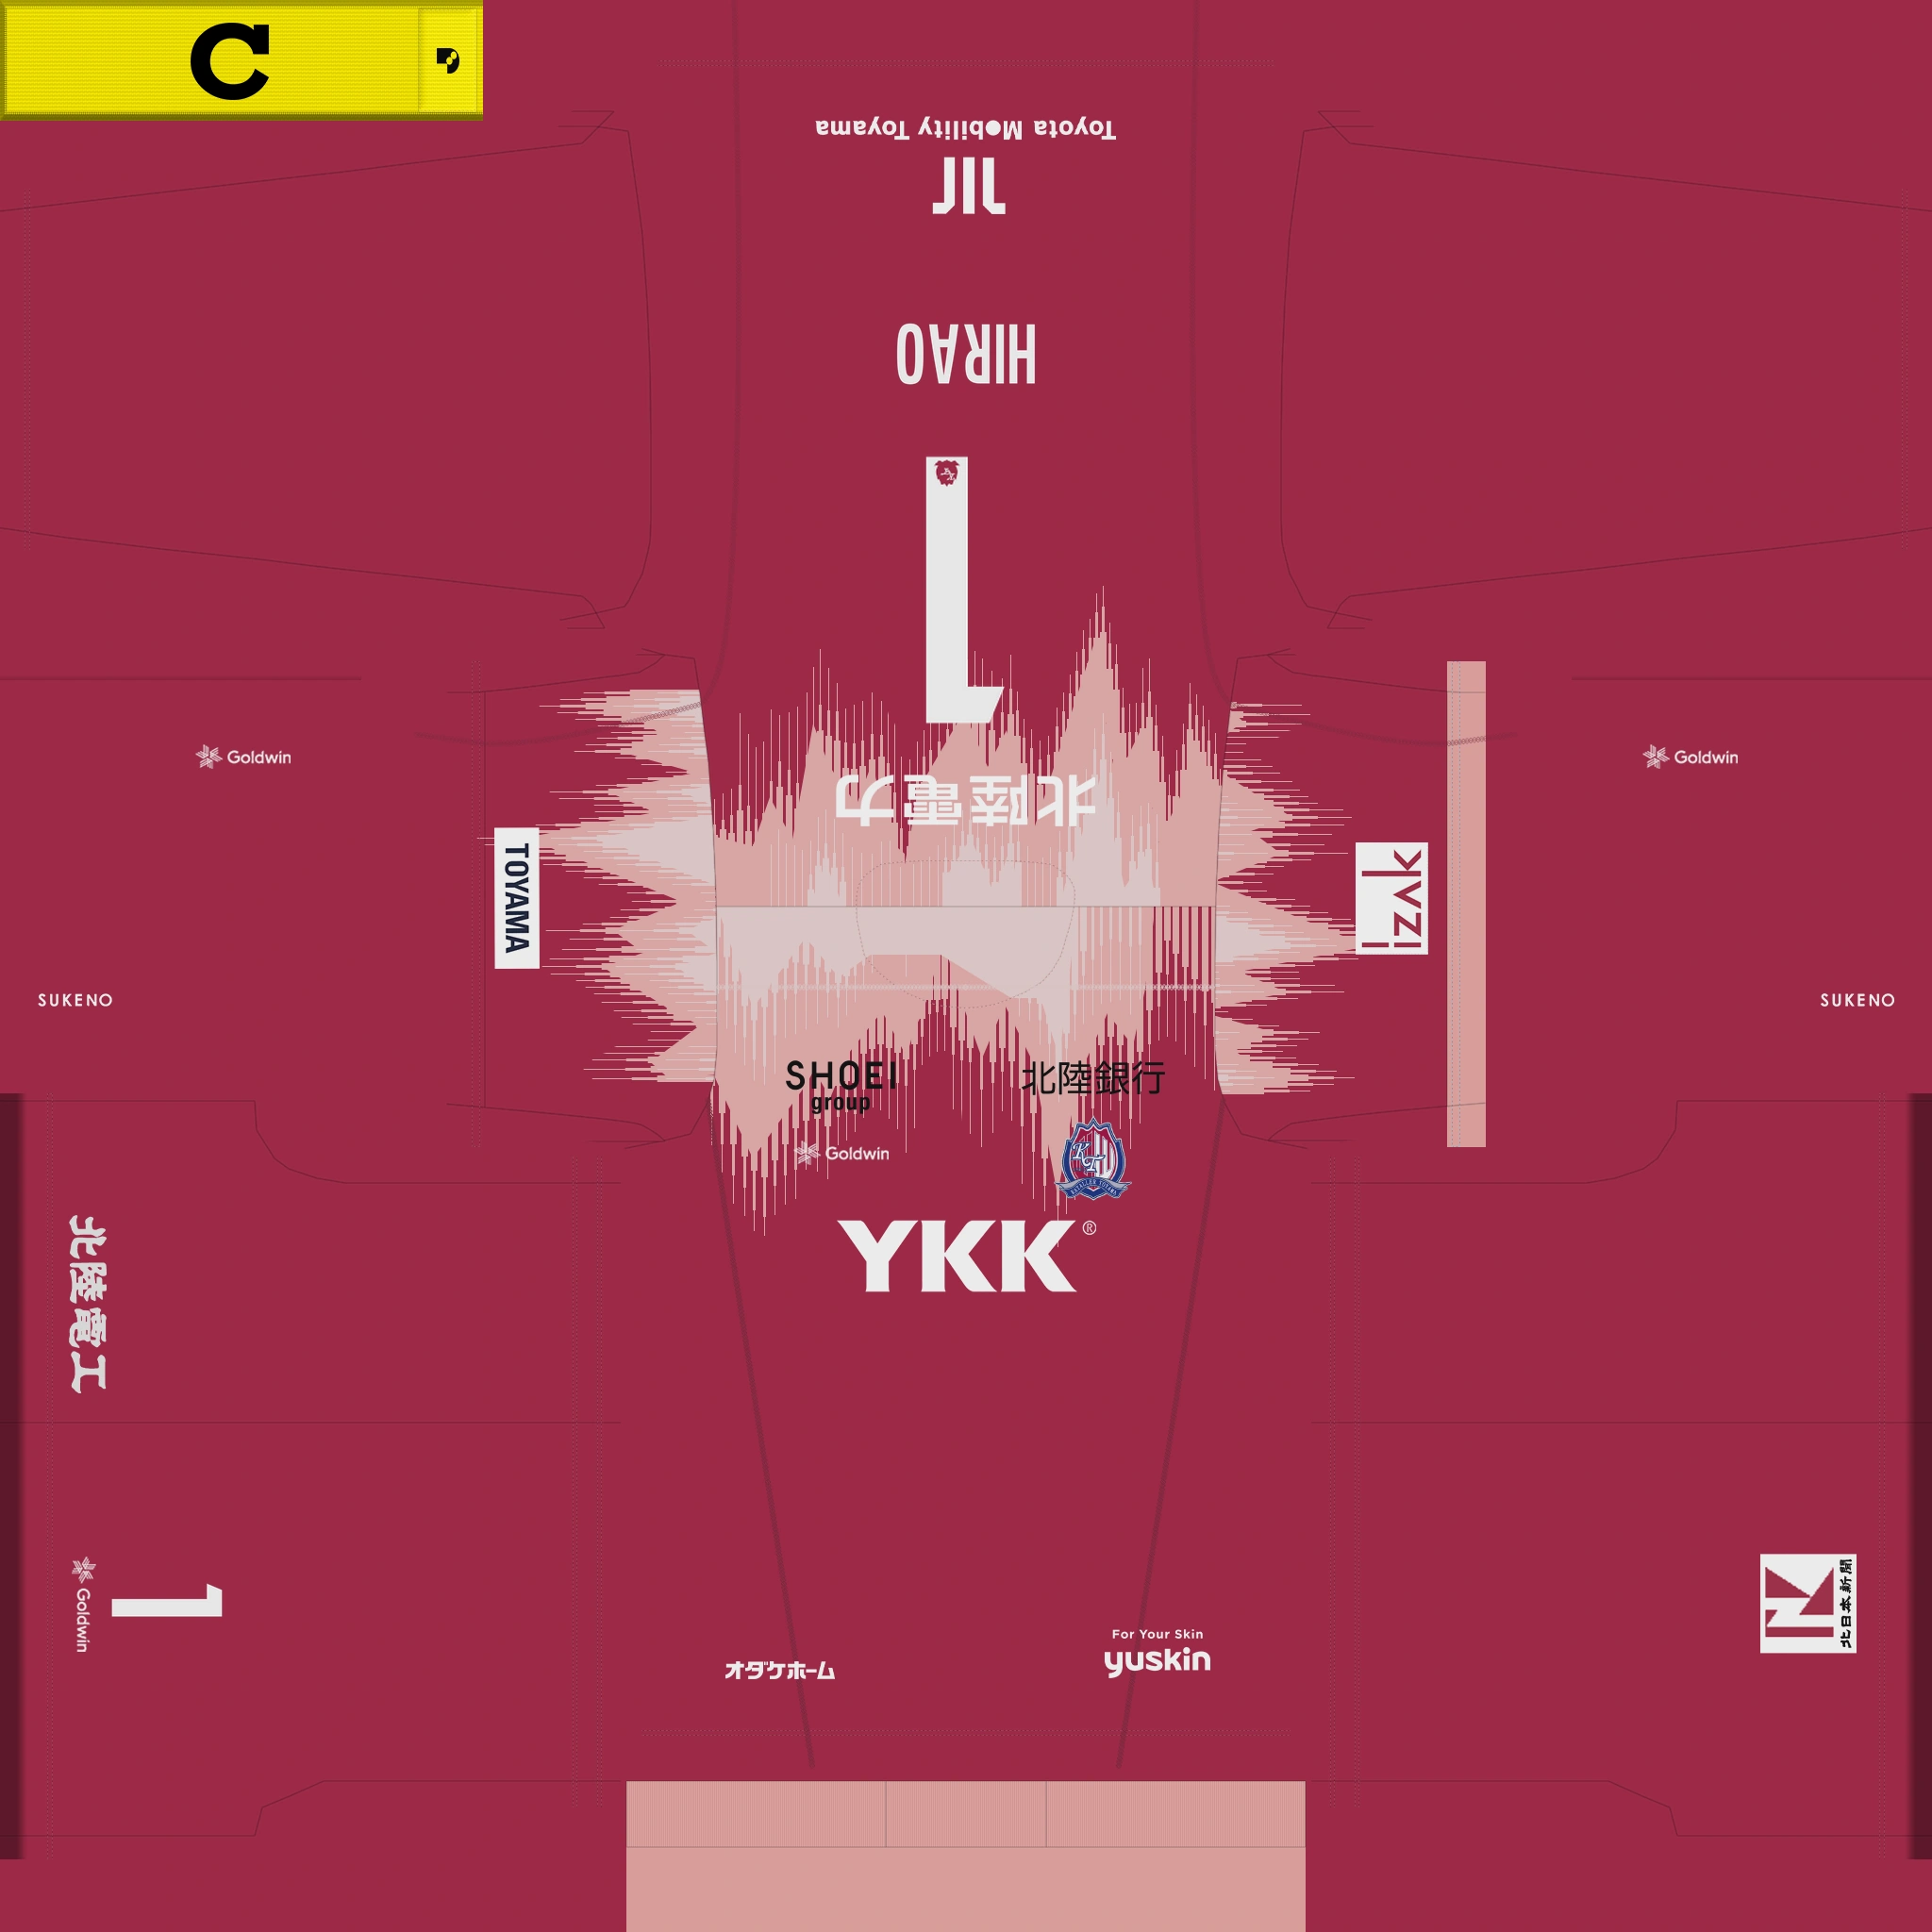 C
Toyota Mobility Toyama
HIRAO
1
北陸電力
Goldwin
Goldwin
TOYAMA
KIVZI
SUKENO
SUKENO
SHOEI
group
北陸銀行
Goldwin
KT
YKK®
北陸電工
Goldwin
1
オダケホーム
For Your Skin
yuskin
北日本新聞